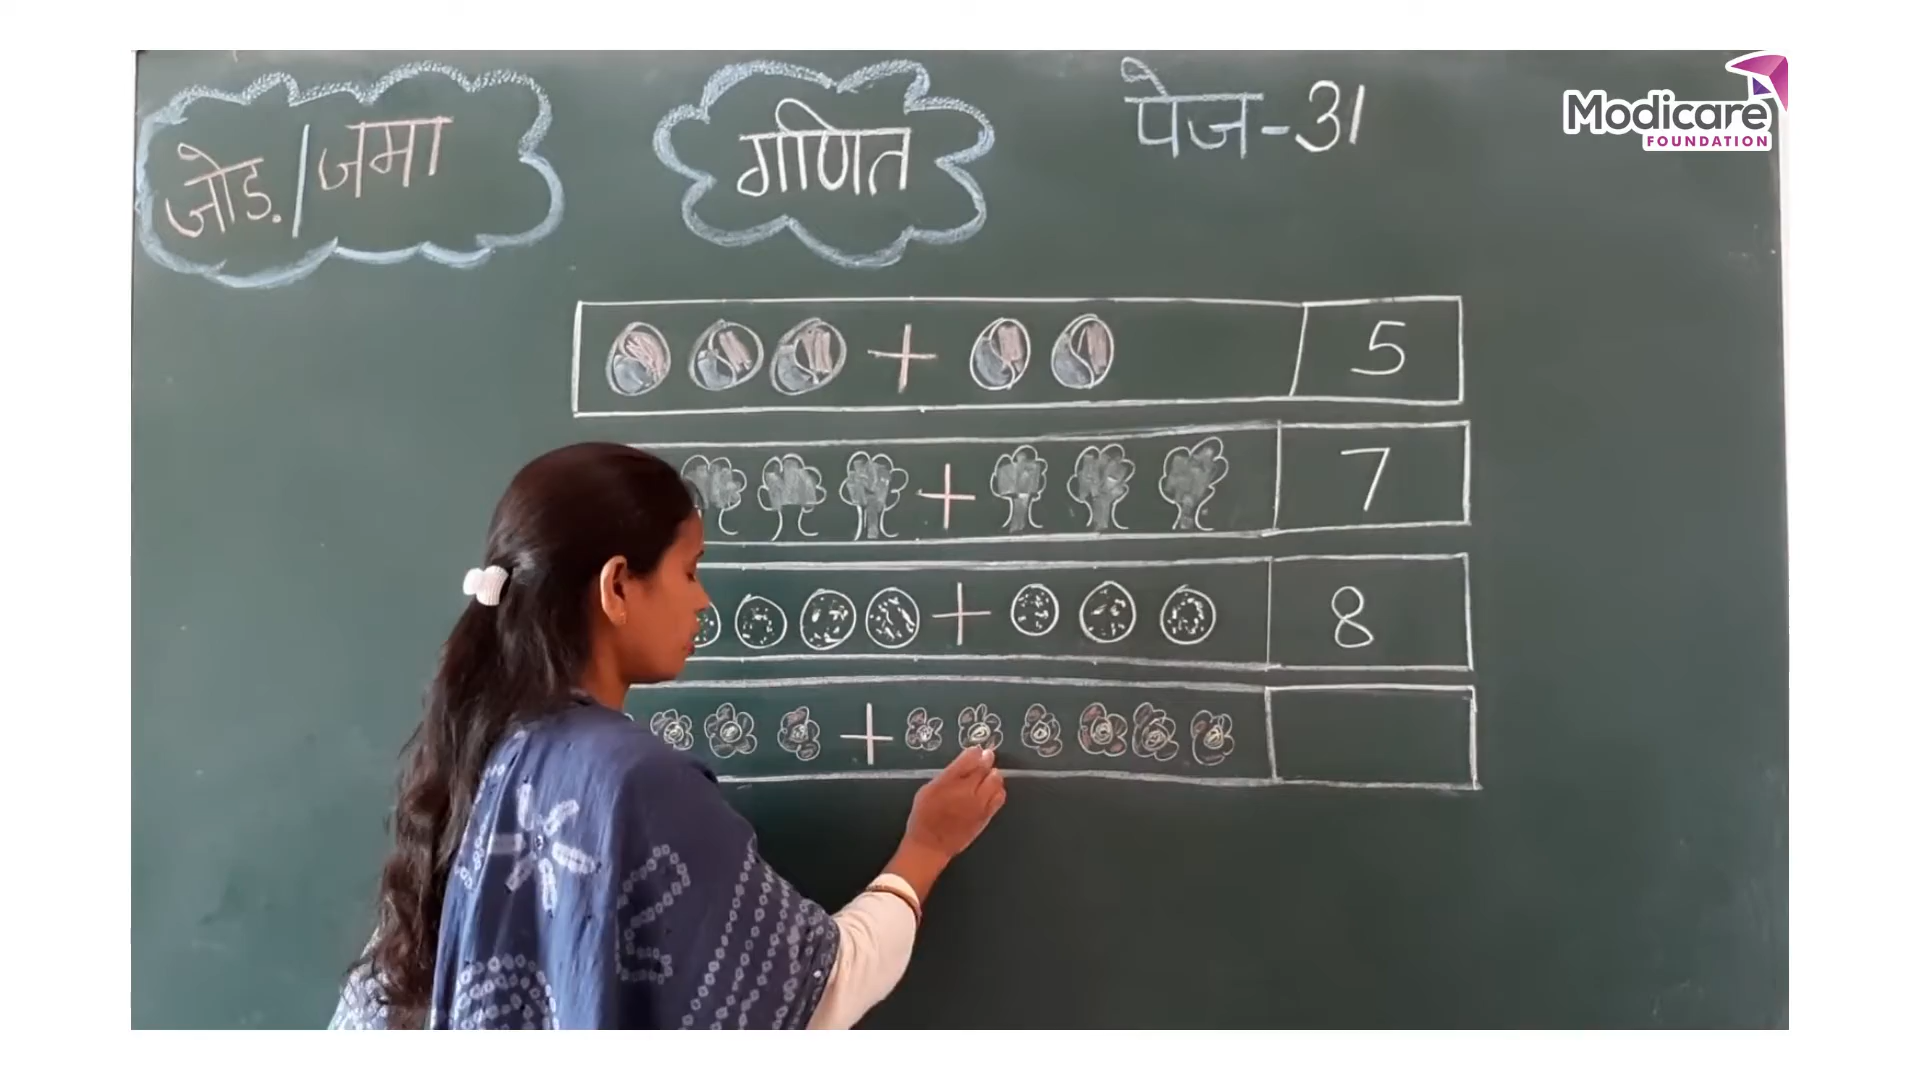 जोड़/जमा
गणित
पेज-31
Modicare
FOUNDATION
+ 5
+ 7
+ 8
+